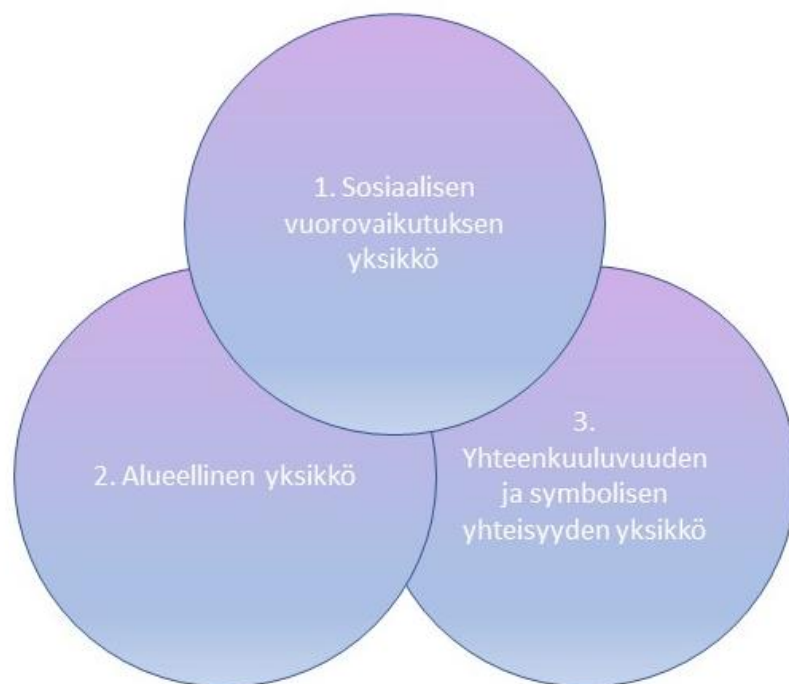 1. Sosiaalisen
vuorovaikutuksen
yksikkö
2. Alueellinen yksikkö
3.
Yhteenkuuluvuuden
ja symbolisen
yhteisyyden yksikkö